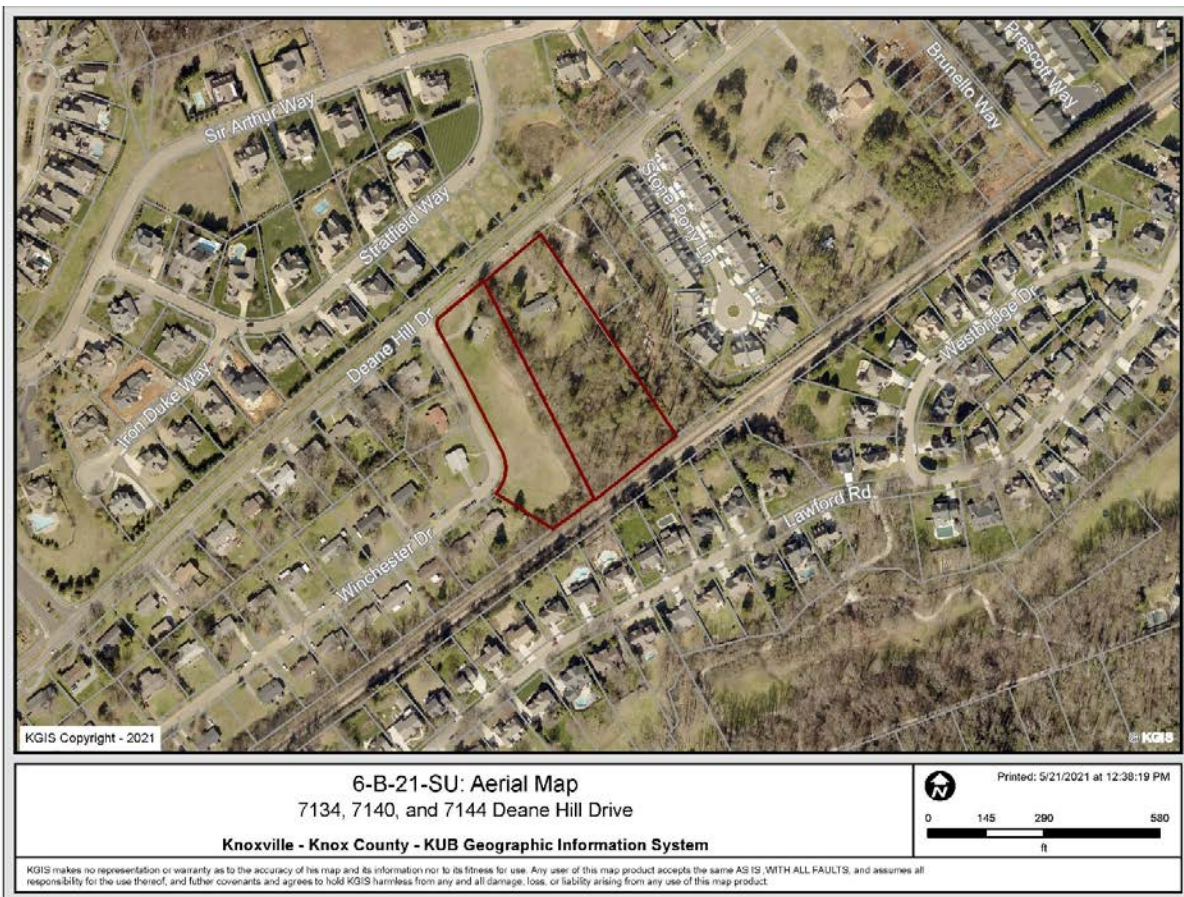 Sir Arthur Way
Stratfield Way
Deane Hill Dr
Iron Duke Way
Winchester Dr
Stone Pony Ln
Brunello Way
Prescott Way
Westbridge Dr
Lawford Rd
KGIS Copyright - 2021
© KGIS
6-B-21-SU: Aerial Map
7134, 7140, and 7144 Deane Hill Drive
Knoxville - Knox County - KUB Geographic Information System
N
Printed: 5/21/2021 at 12:38:19 PM
0 145 290 580
ft
KGIS makes no representation or warranty as to the accuracy of his map and its information nor to its fitness for use. Any user of this map product accepts the same AS IS, WITH ALL FAULTS, and assumes all
responsibility for the use thereof, and futher covenants and agrees to hold KGIS harmless from any and all damage, loss, or liability arising from any use of this map product.